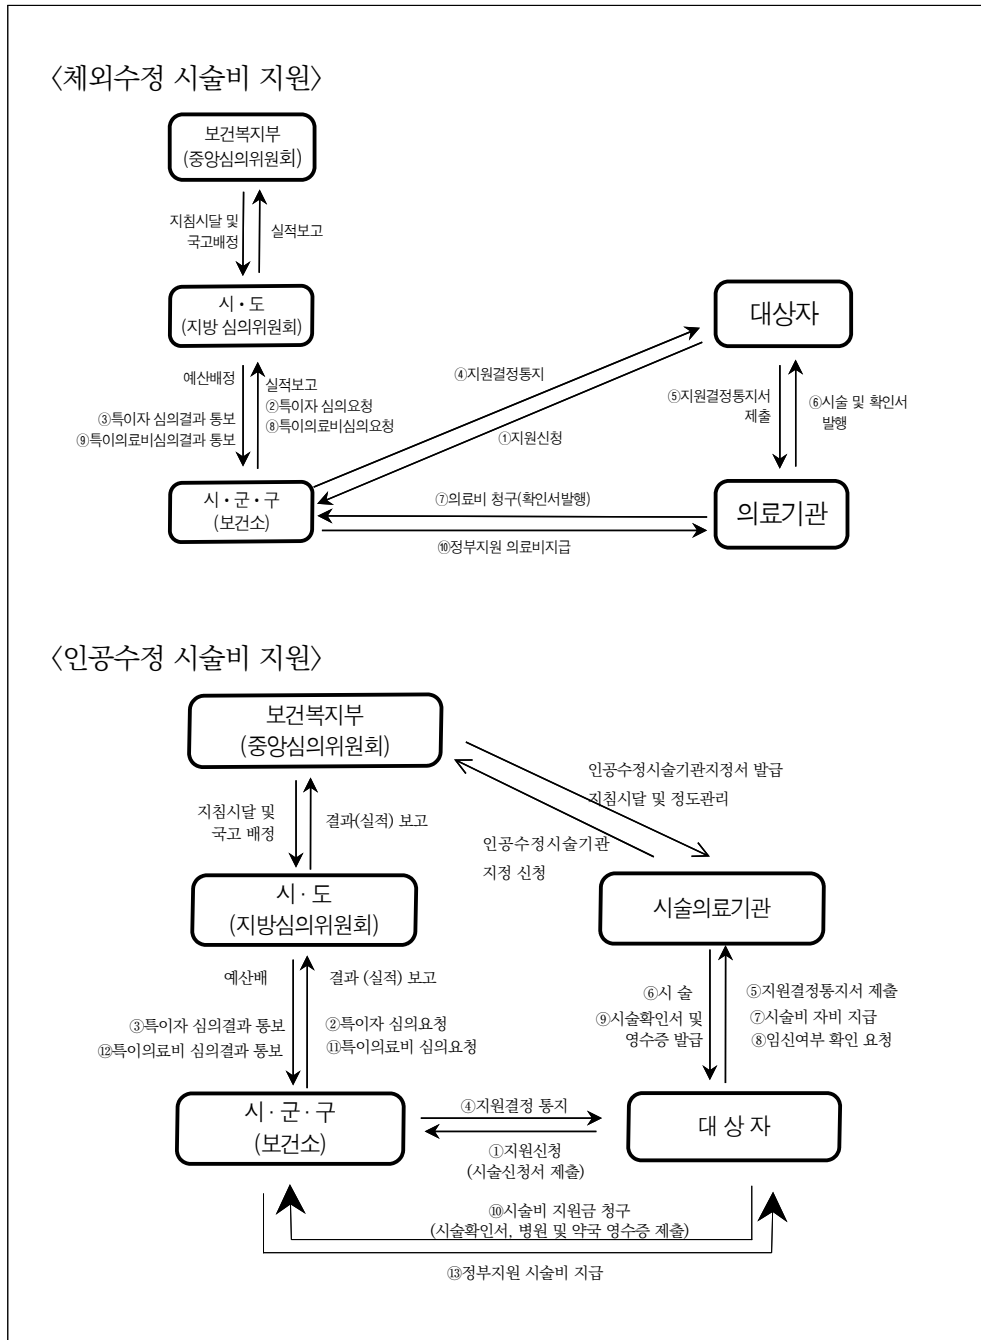 〈체외수정 시술비 지원〉
보건복지부
(중앙심의위원회)
지침시달 및
국고배정
실적보고
시・도
(지방 심의위원회)
대상자
예산배정
③특이자 심의결과 통보
⑨특이의료비심의결과 통보
실적보고
②특이자 심의요청
⑧특이의료비심의요청
④지원결정통지
①지원신청
⑤지원결정통지서
제출
⑥시술 및 확인서
발행
시・군・구
(보건소)
⑦의료비 청구(확인서발행)
⑩정부지원 의료비지급
의료기관
〈인공수정 시술비 지원〉
보건복지부
(중앙심의위원회)
인공수정시술기관지정서 발급
지침시달 및 정도관리
지침시달 및
국고 배정
결과(실적) 보고
인공수정시술기관
지정 신청
시・도
(지방심의위원회)
시술의료기관
예산배
③특이자 심의결과 통보
⑫특이의료비 심의결과 통보
결과 (실적) 보고
②특이자 심의요청
⑪특이의료비 심의요청
⑥시 술
⑨시술확인서 및
영수증 발급
⑤지원결정통지서 제출
⑦시술비 자비 지급
⑧임신여부 확인 요청
시・군・구
(보건소)
④지원결정 통지
①지원신청
(시술신청서 제출)
대 상 자
⑩시술비 지원금 청구
(시술확인서, 병원 및 약국 영수증 제출)
⑬정부지원 시술비 지급